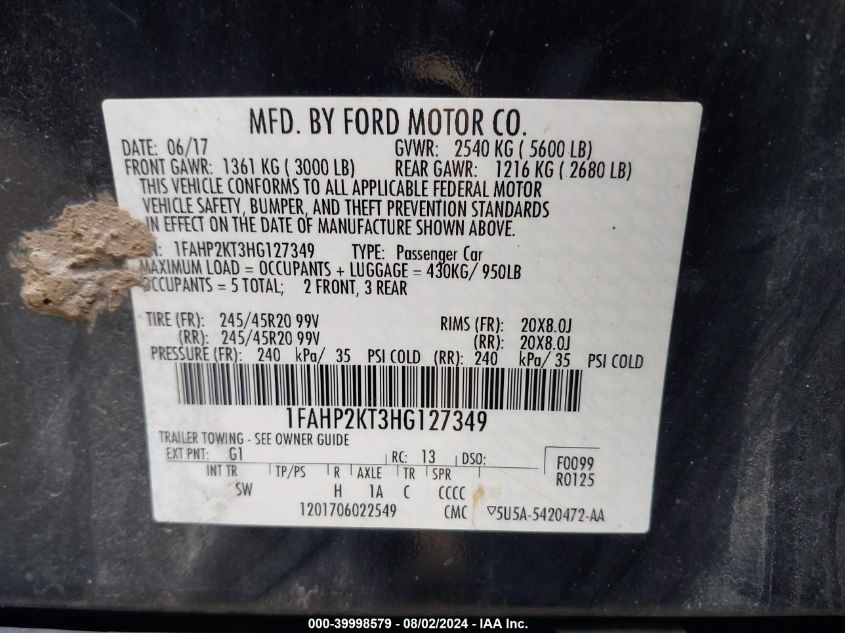 MFD. BY FORD MOTOR CO.
DATE: 06/17 GVWR: 2540 KG ( 5600 LB)
FRONT GAWR: 1361 KG ( 3000 LB) REAR GAWR: 1216 KG ( 2680 LB)
THIS VEHICLE CONFORMS TO ALL APPLICABLE FEDERAL MOTOR
VEHICLE SAFETY, BUMPER, AND THEFT PREVENTION STANDARDS
IN EFFECT ON THE DATE OF MANUFACTURE SHOWN ABOVE.
N: 1FAHP2KT3HG127349 TYPE: Passenger Car
MAXIMUM LOAD = OCCUPANTS + LUGGAGE = 430KG/ 950LB
OCCUPANTS = 5 TOTAL; 2 FRONT, 3 REAR
TIRE (FR): 245/45R20 99V RIMS (FR): 20X8.0J
(RR): 245/45R20 99V (RR): 20X8.0J
PRESSURE (FR): 240 kPa/ 35 PSI COLD (RR): 240 kPa/ 35 PSI COLD
1FAHP2KT3HG127349
TRAILER TOWING - SEE OWNER GUIDE
EXT PNT: G1 RC: 13 DSO: F0099
R0125
INT TR TP/PS R AXLE TR SPR
SW H 1A C CCCC
1201706022549 CMC ▽5U5A-5420472-AA
000-39998579 - 08/02/2024 - IAA Inc.